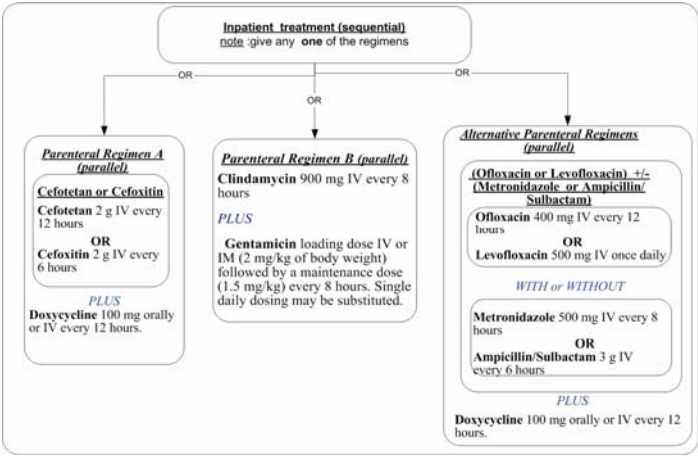 Inpatient treatment (sequential)
note :give any one of the regimens
OR
OR
OR
Parenteral Regimen A
(parallel)
Cefotetan or Cefoxitin
Cefotetan 2 g IV every
12 hours
OR
Cefoxitin 2 g IV every
6 hours
PLUS
Doxycycline 100 mg orally
or IV every 12 hours.
Parenteral Regimen B (parallel)
Clindamycin 900 mg IV every 8
hours
PLUS
Gentamicin loading dose IV or
IM (2 mg/kg of body weight)
followed by a maintenance dose
(1.5 mg/kg) every 8 hours. Single
daily dosing may be substituted.
Alternative Parenteral Regimens
(parallel)
(Ofloxacin or Levofloxacin) +/-
(Metronidazole or Ampicillin/
Sulbactam)
Ofloxacin 400 mg IV every 12
hours
OR
Levofloxacin 500 mg IV once daily
WITH or WITHOUT
Metronidazole 500 mg IV every 8
hours
OR
Ampicillin/Sulbactam 3 g IV
every 6 hours
PLUS
Doxycycline 100 mg orally or IV every 12
hours.